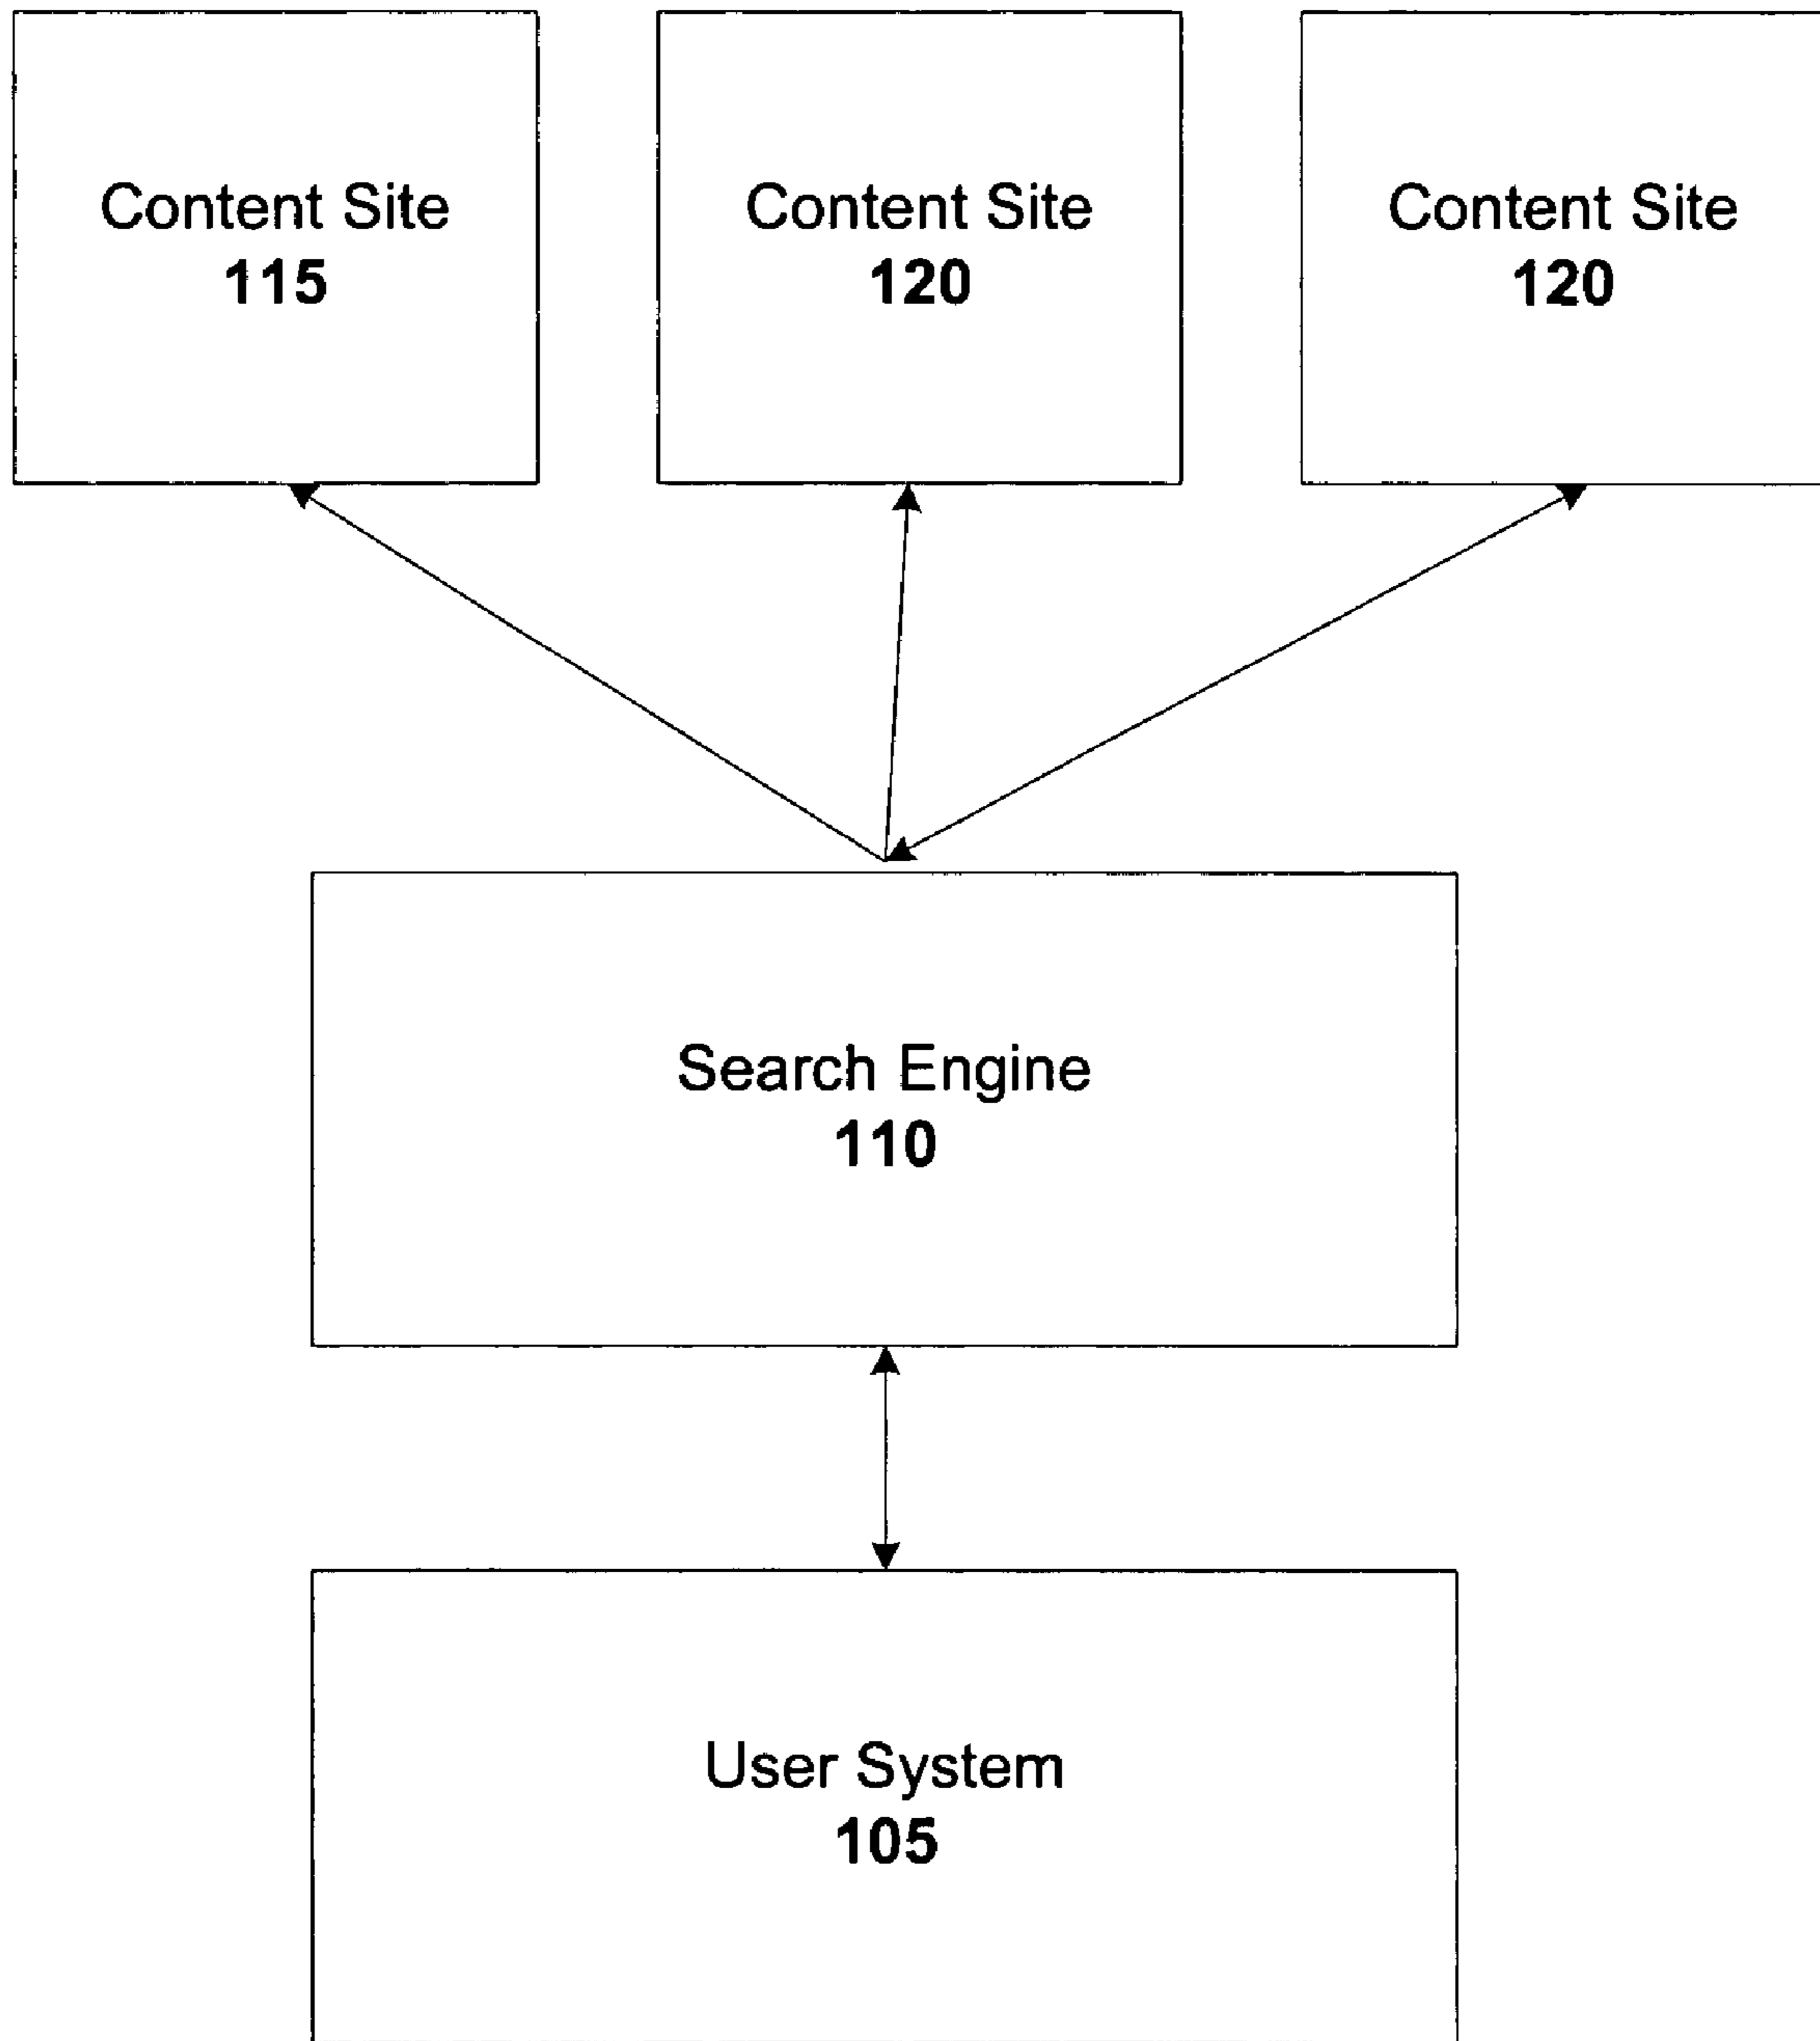 Content Site
115
Content Site
120
Content Site
120
Search Engine
110
User System
105